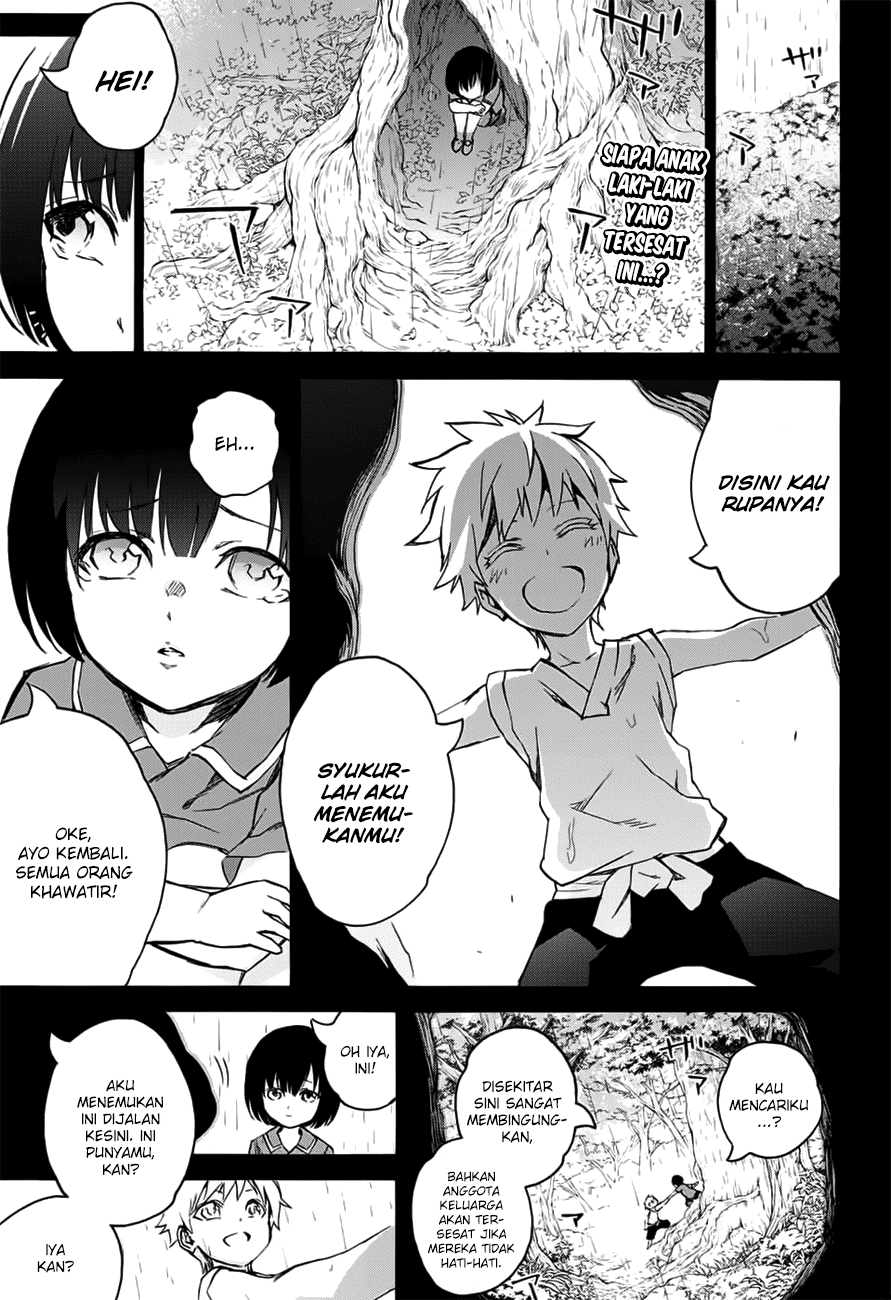 SIAPA ANAK
LAKI-LAKI
YANG
TERSESAT
INI...?
HEI!
DISINI KAU
RUPANYA!
SYUKUR-
LAH AKU
MENEMU-
KANMU!
EH...
OKE,
AYO KEMBALI.
SEMUA ORANG
KHAWATIR!
KAU
MENCARIKU
...?
DISEKITAR
SINI SANGAT
MEMBINGUNG-
KAN,
BAHKAN
ANGGOTA
KELUARGA
AKAN TER-
SESAT JIKA
MEREKA TIDAK
HATI-HATI.
OH IYA,
INI!
AKU
MENEMUKAN
INI DIJALAN
KESINI. INI
PUNYAMU,
KAN?
IYA
KAN?